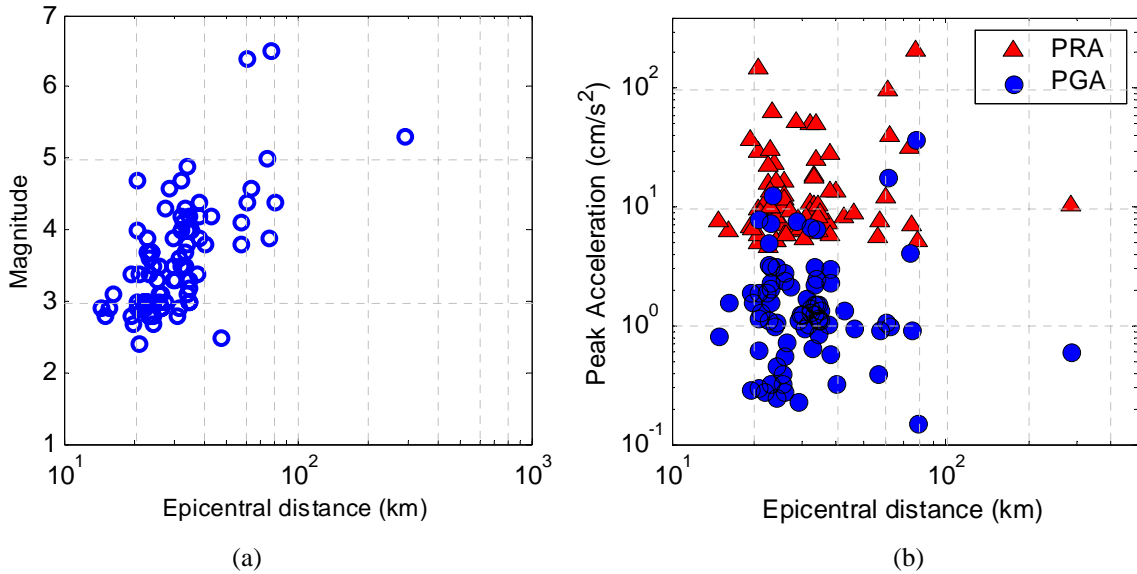 7
6
5
4
3
2
1
Magnitude
10^1
10^2
10^3
Epicentral distance (km)
(a)
PRA
PGA
10^2
10^1
10^0
10^-1
Peak Acceleration (cm/s^2)
10^1
10^2
Epicentral distance (km)
(b)